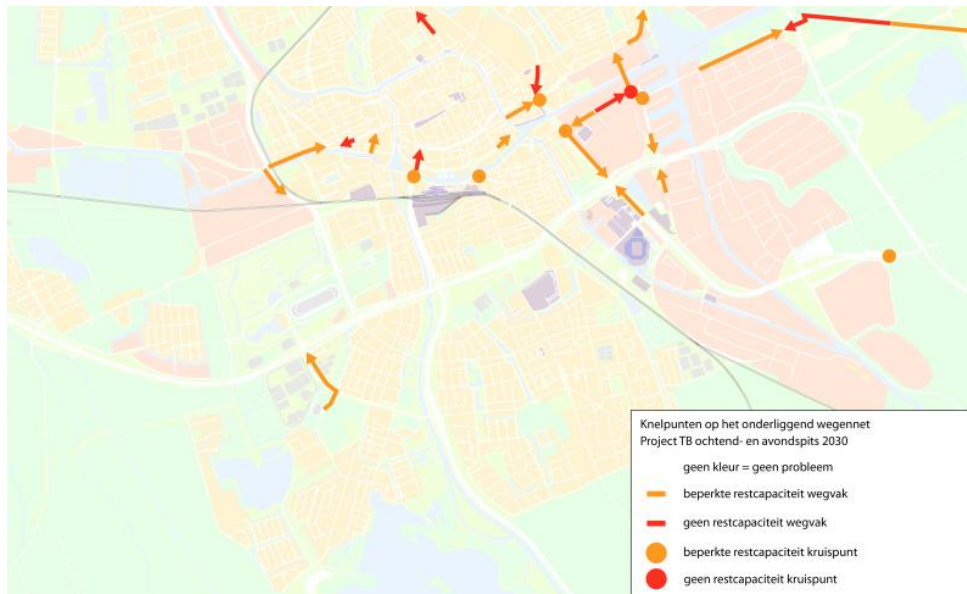 Knelpunten op het onderliggend wegennet
Project TB ochtend- en avondspits 2030
geen kleur = geen probleem
beperkte restcapaciteit wegvak
geen restcapaciteit wegvak
beperkte restcapaciteit kruispunt
geen restcapaciteit kruispunt